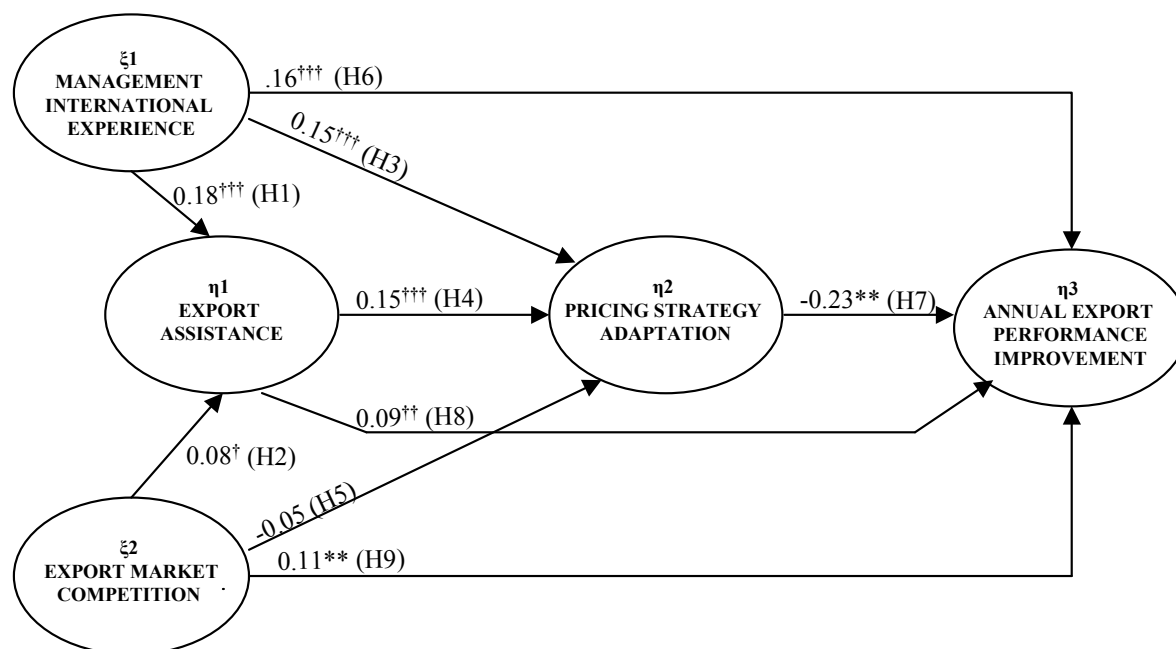 ξ1
MANAGEMENT
INTERNATIONAL
EXPERIENCE
.16††† (H6)
0.15††† (H3)
0.18††† (H1)
η1
EXPORT
ASSISTANCE
0.15††† (H4)
η2
PRICING STRATEGY
ADAPTATION
-0.23** (H7)
η3
ANNUAL EXPORT
PERFORMANCE
IMPROVEMENT
0.09†† (H8)
0.08† (H2)
-0.05 (H5)
0.11** (H9)
ξ2
EXPORT MARKET
COMPETITION .